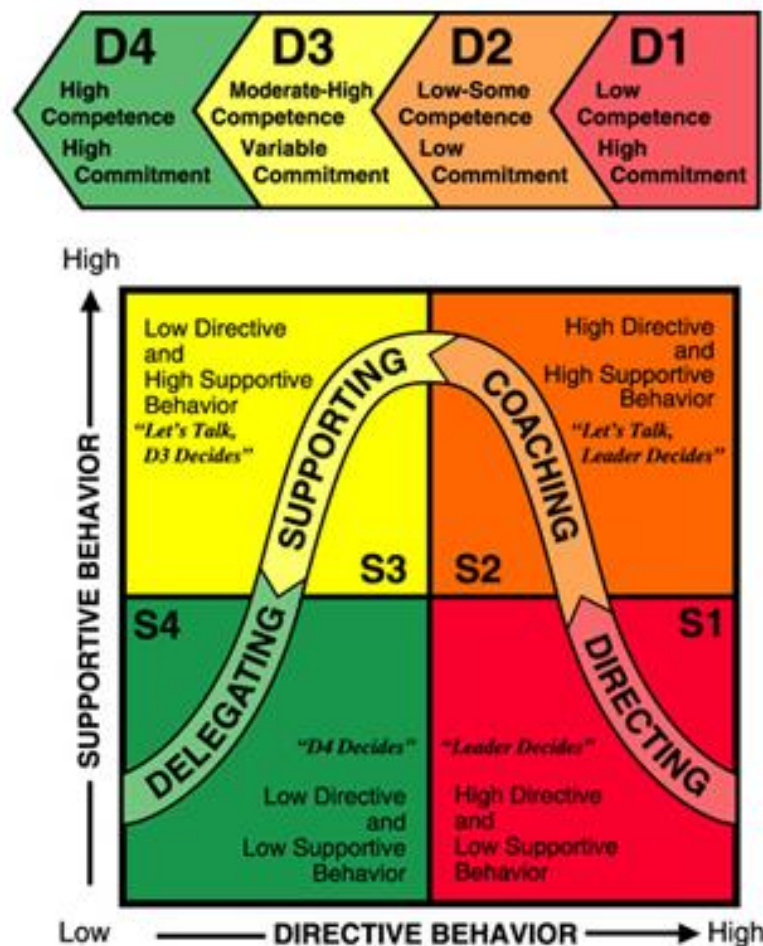 D4
High
Competence
High
Commitment
D3
Moderate-High
Competence
Variable
Commitment
D2
Low-Some
Competence
Low
Commitment
D1
Low
Competence
High
Commitment
High
SUPPORTIVE BEHAVIOR
Low Directive
and
High Supportive
Behavior
“Let’s Talk,
D3 Decides”
SUPPORTING
S3
High Directive
and
High Supportive
Behavior
“Let’s Talk,
Leader Decides”
COACHING
S2
S4
DELEGATING
“D4 Decides”
Low Directive
and
Low Supportive
Behavior
S1
DIRECTING
“Leader Decides”
High Directive
and
Low Supportive
Behavior
Low
DIRECTIVE BEHAVIOR
High